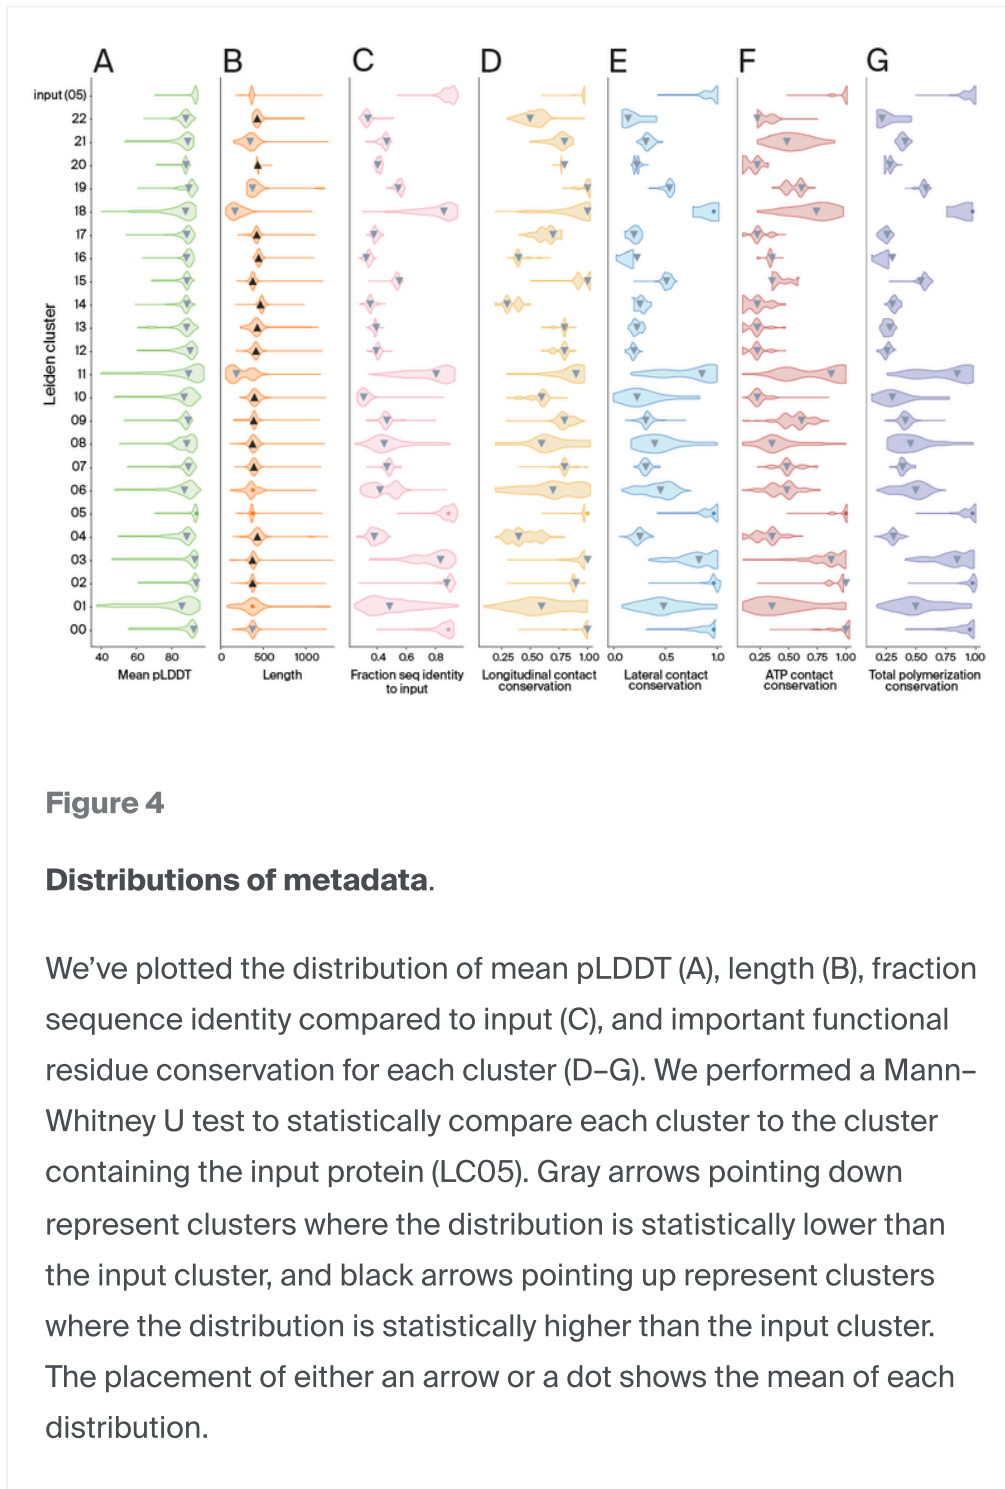 A B C D E F G
input (05)
22
21
20
19
18
17
16
15
14
13
12
11
10
09
08
07
06
05
04
03
02
01
00
Leiden cluster
40 60 80 0 500 1000 0.4 0.6 0.8 0.25 0.50 0.75 1.00 0.0 0.5 1.0 0.25 0.50 0.75 1.00 0.25 0.50 0.75 1.00
Mean pLDDT
Length
Fraction seq identity
to input
Longitudinal contact
conservation
Lateral contact
conservation
ATP contact
conservation
Total polymerization
conservation
Figure 4
Distributions of metadata.
We’ve plotted the distribution of mean pLDDT (A), length (B), fraction
sequence identity compared to input (C), and important functional
residue conservation for each cluster (D–G). We performed a Mann–
Whitney U test to statistically compare each cluster to the cluster
containing the input protein (LC05). Gray arrows pointing down
represent clusters where the distribution is statistically lower than
the input cluster, and black arrows pointing up represent clusters
where the distribution is statistically higher than the input cluster.
The placement of either an arrow or a dot shows the mean of each
distribution.